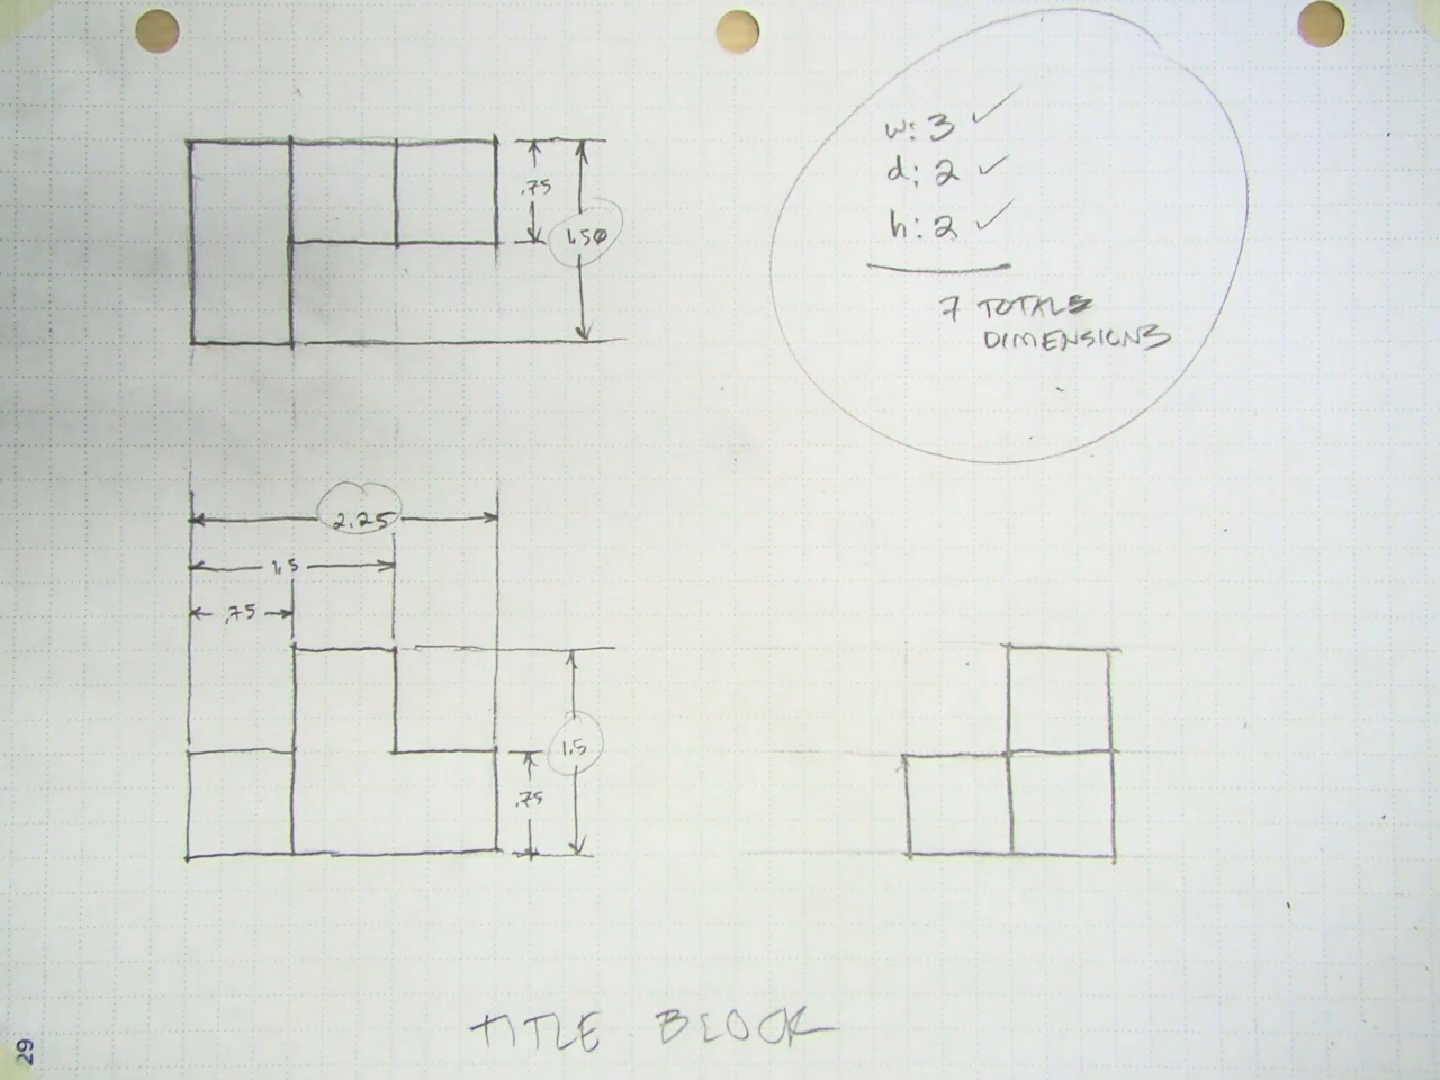 w: 3 ✓
d: 2 ✓
h: 2 ✓
7 TOTAL
DIMENSIONS
.75
1.50
2.25
1.5
.75
1.5
.75
TITLE BLOCK
29